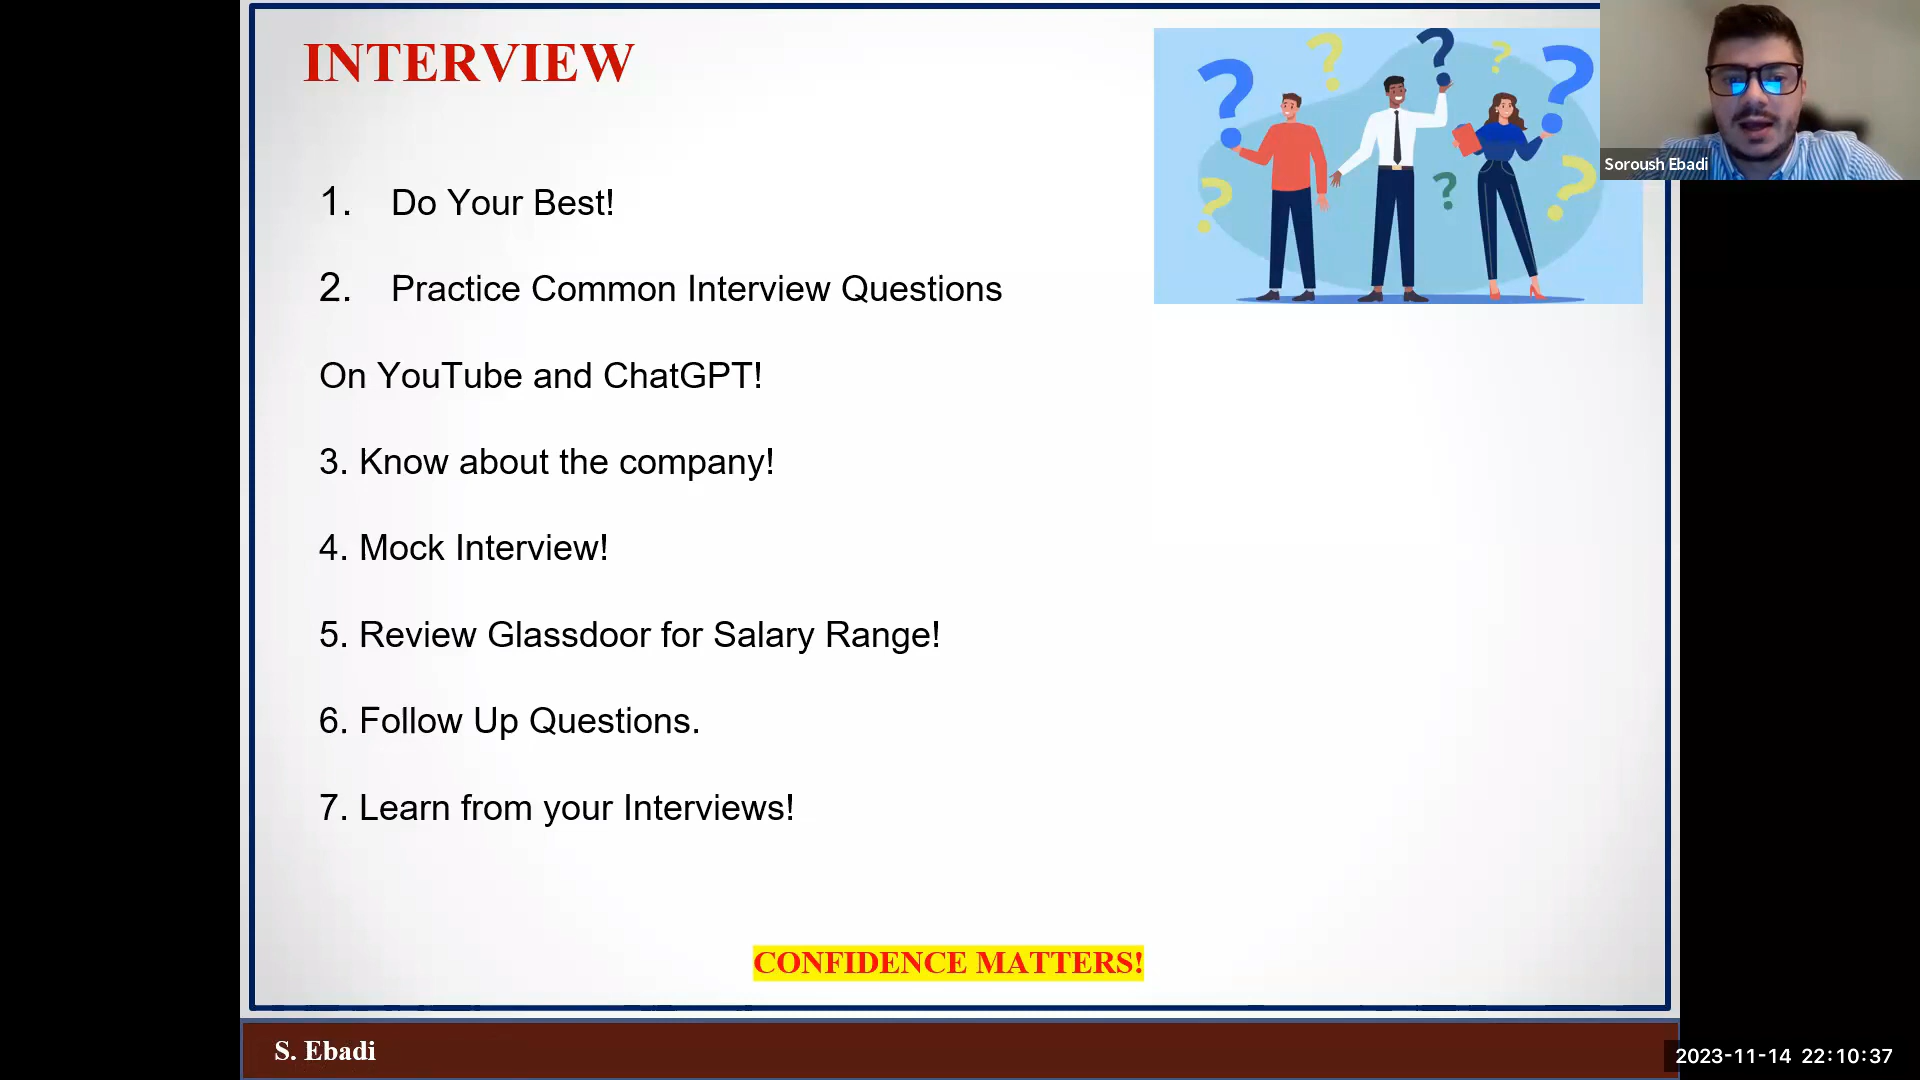 INTERVIEW
Soroush Ebadi
1. Do Your Best!
2. Practice Common Interview Questions
On YouTube and ChatGPT!
3. Know about the company!
4. Mock Interview!
5. Review Glassdoor for Salary Range!
6. Follow Up Questions.
7. Learn from your Interviews!
CONFIDENCE MATTERS!
S. Ebadi
2023-11-14 22:10:37